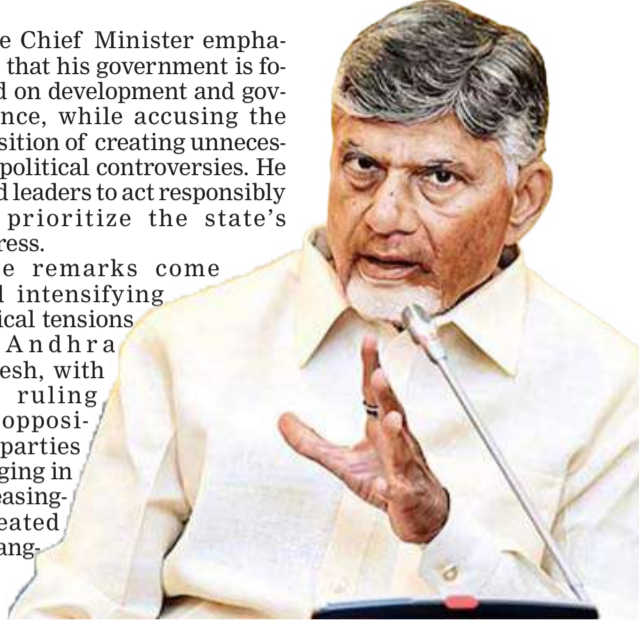 e Chief Minister empha-
that his government is fo-
d on development and gov-
nce, while accusing the
sition of creating unneces-
political controversies. He
d leaders to act responsibly
prioritize the state's
ress.
e remarks come
l intensifying
ical tensions
Andhra
esh, with
ruling
opposi-
parties
ging in
easing-
eated
ang-